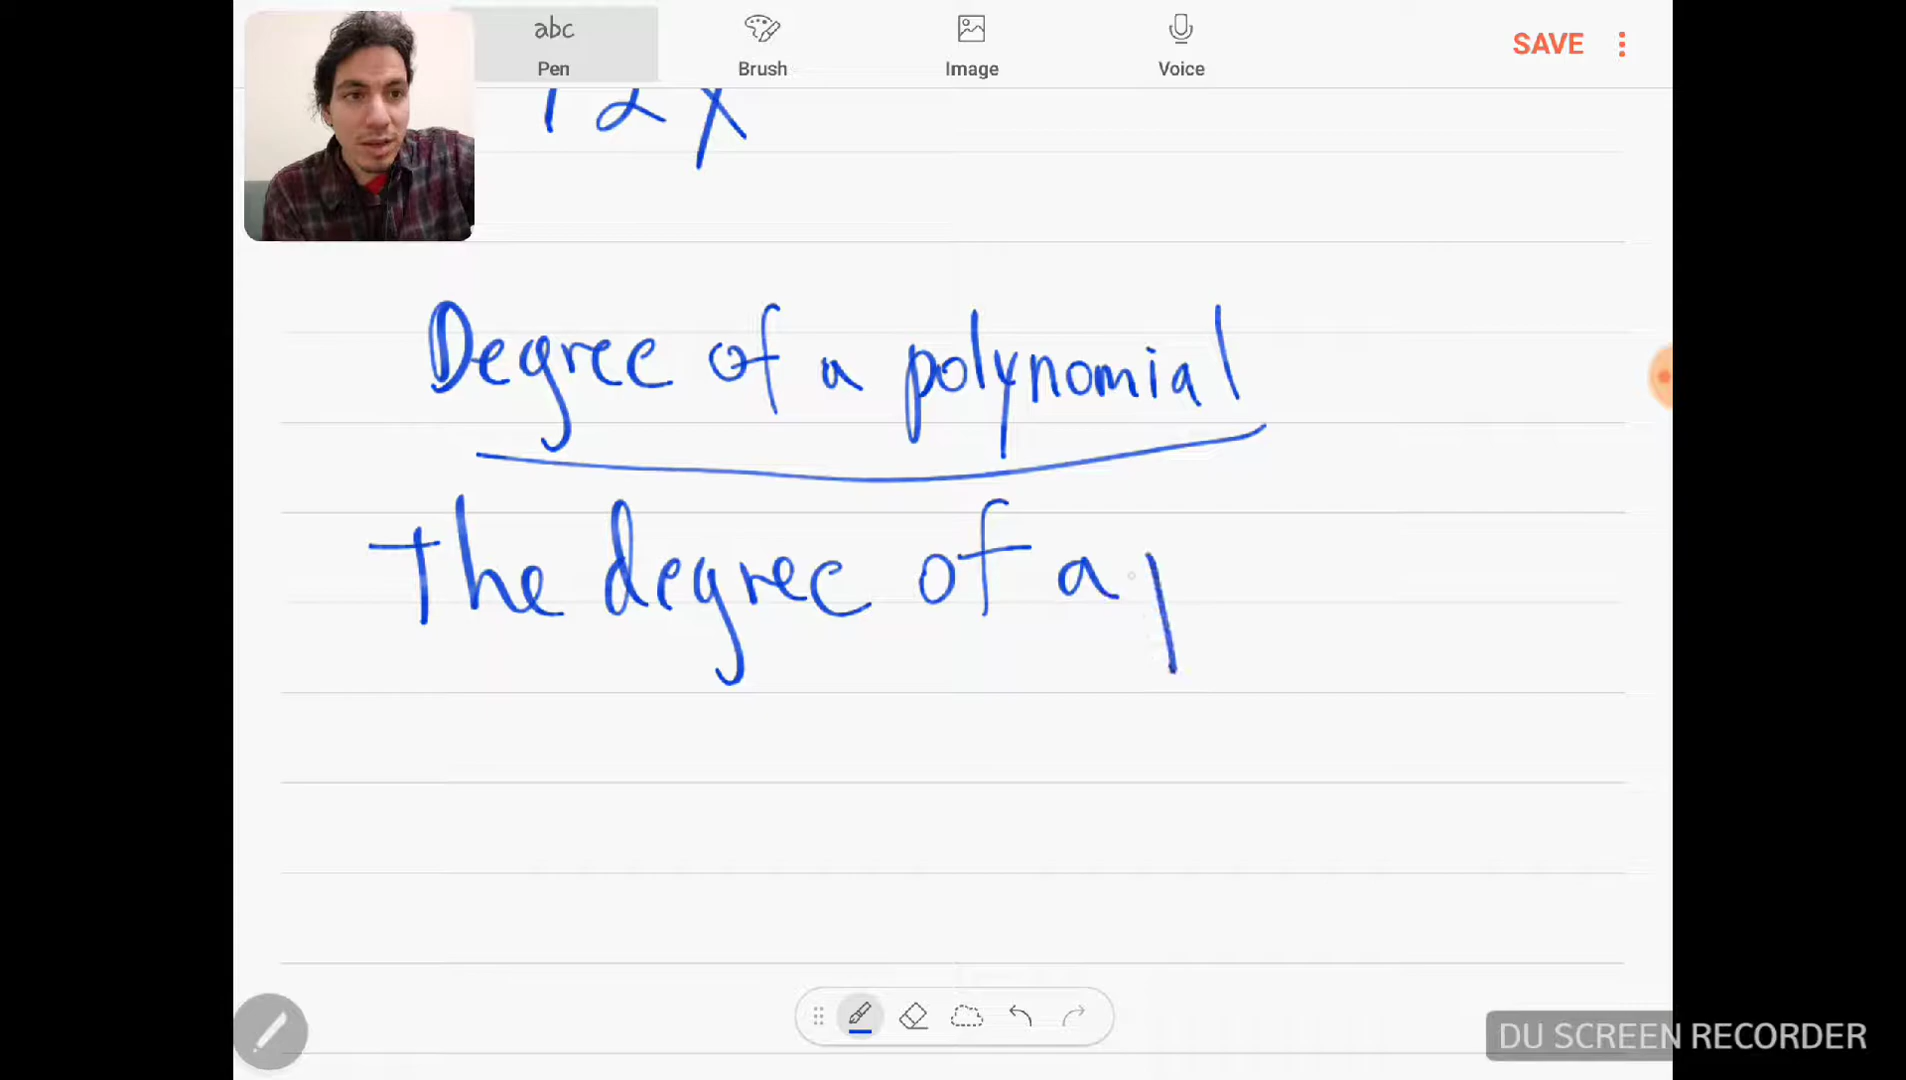 abc
Pen
Brush
Image
Voice
SAVE
Degree of a polynomial
The degree of a p
DU SCREEN RECORDER